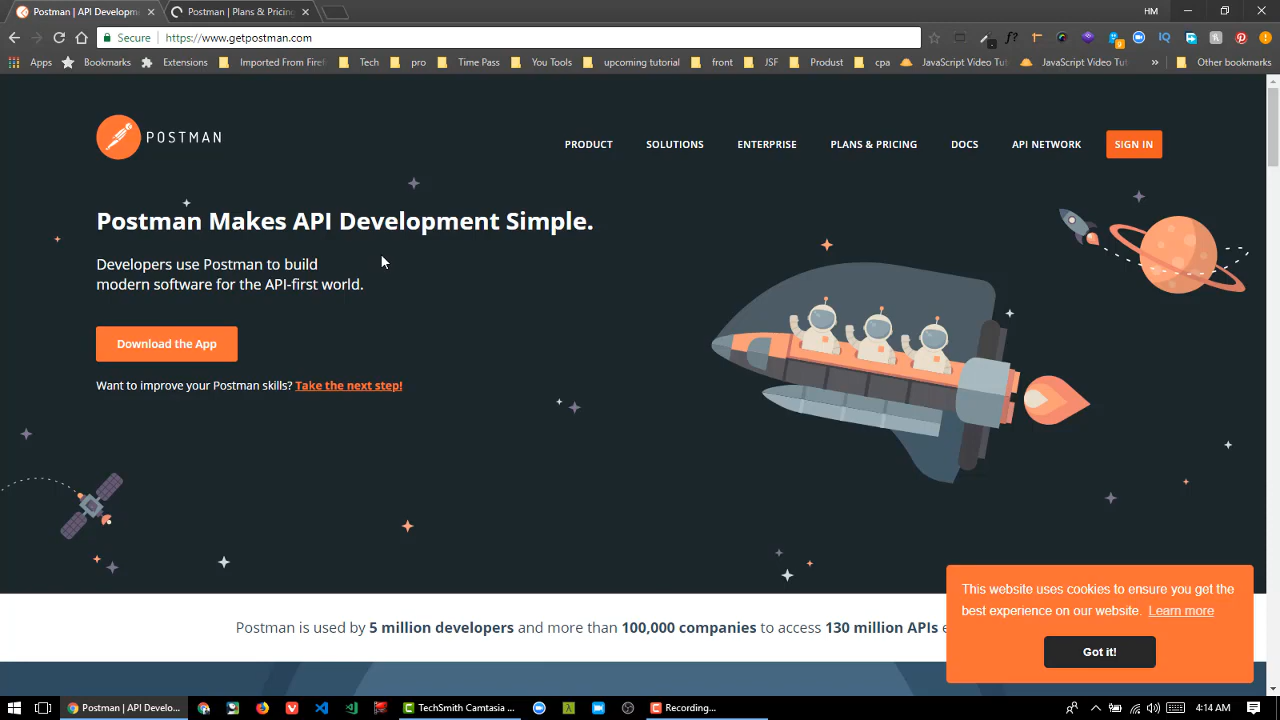 Postman | API Developm
Postman | Plans & Pricing
HM
Secure
https://www.getpostman.com
Apps
Bookmarks
Extensions
Imported From Firef
Tech
pro
Time Pass
You Tools
upcoming tutorial
front
JSF
Produst
cpa
JavaScript Video Tut
JavaScript Video Tut
»
Other bookmarks
POSTMAN
PRODUCT
SOLUTIONS
ENTERPRISE
PLANS & PRICING
DOCS
API NETWORK
SIGN IN
Postman Makes API Development Simple.
Developers use Postman to build
modern software for the API-first world.
Download the App
Want to improve your Postman skills? Take the next step!
This website uses cookies to ensure you get the
best experience on our website. Learn more
Got it!
Postman is used by 5 million developers and more than 100,000 companies to access 130 million APIs
Postman | API Develo...
TechSmith Camtasia ...
Recording...
4:14 AM